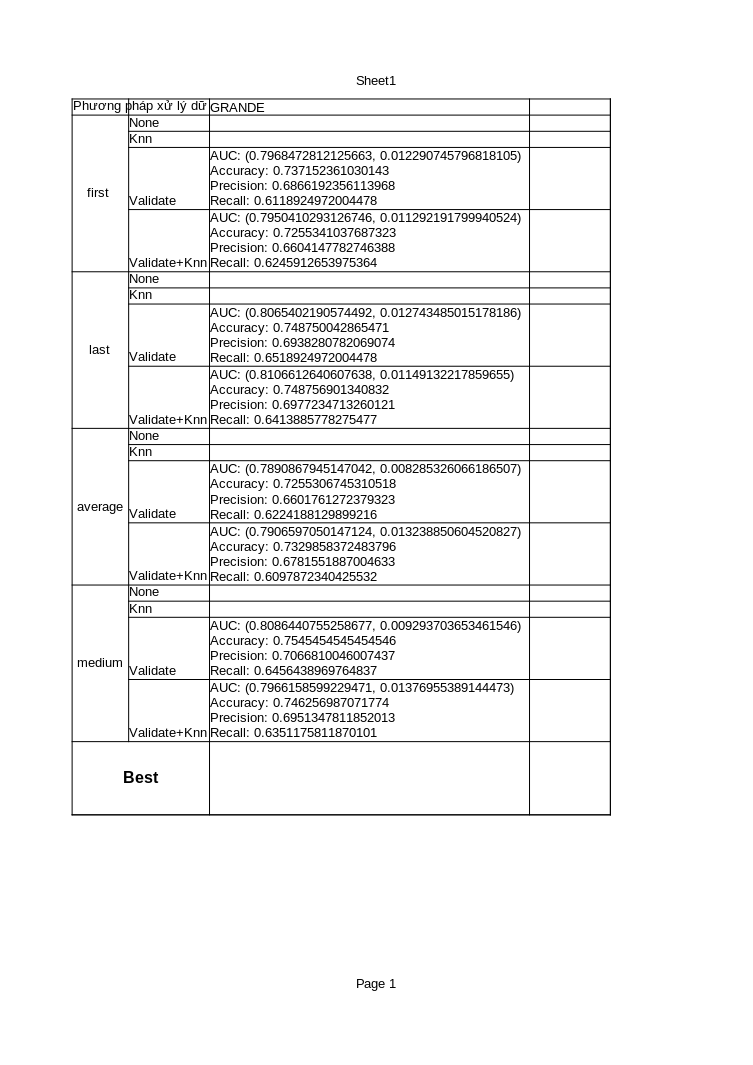 Sheet1
Phương pháp xử lý dữ GRANDE
first
None
Knn
AUC: (0.7968472812125663, 0.012290745796818105)
Accuracy: 0.737152361030143
Precision: 0.6866192356113968
Validate Recall: 0.6118924972004478
AUC: (0.7950410293126746, 0.011292191799940524)
Accuracy: 0.7255341037687323
Precision: 0.6604147782746388
Validate+Knn Recall: 0.6245912653975364
last
None
Knn
AUC: (0.8065402190574492, 0.012743485015178186)
Accuracy: 0.748750042865471
Precision: 0.6938280782069074
Validate Recall: 0.6518924972004478
AUC: (0.8106612640607638, 0.01149132217859655)
Accuracy: 0.748756901340832
Precision: 0.6977234713260121
Validate+Knn Recall: 0.6413885778275477
average
None
Knn
AUC: (0.7890867945147042, 0.008285326066186507)
Accuracy: 0.7255306745310518
Precision: 0.6601761272379323
Validate Recall: 0.6224188129899216
AUC: (0.7906597050147124, 0.013238850604520827)
Accuracy: 0.7329858372483796
Precision: 0.6781551887004633
Validate+Knn Recall: 0.6097872340425532
medium
None
Knn
AUC: (0.8086440755258677, 0.009293703653461546)
Accuracy: 0.7545454545454546
Precision: 0.7066810046007437
Validate Recall: 0.6456438969764837
AUC: (0.7966158599229471, 0.01376955389144473)
Accuracy: 0.746256987071774
Precision: 0.6951347811852013
Validate+Knn Recall: 0.6351175811870101
Best
Page 1